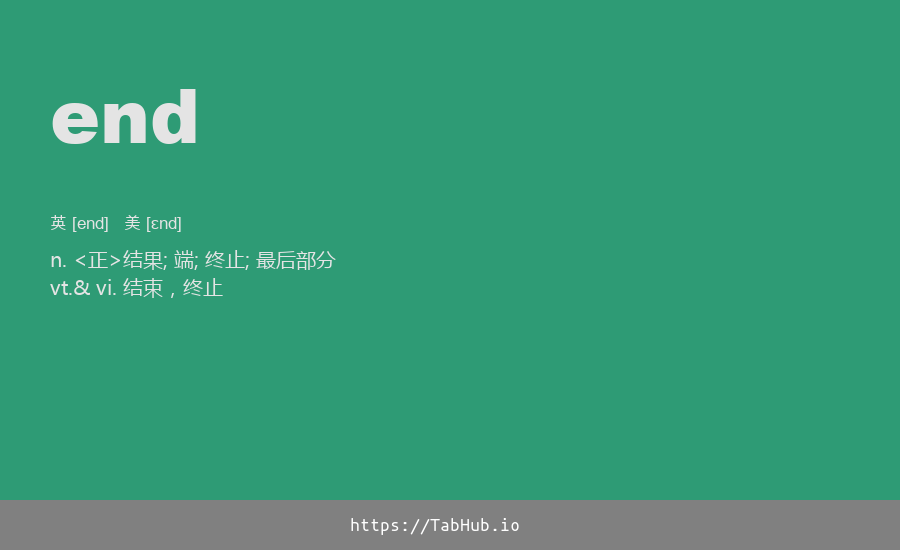 end
英 [end] 美 [ɛnd]
n. <正>结果; 端; 终止; 最后部分
vt.& vi. 结束，终止
https://TabHub.io